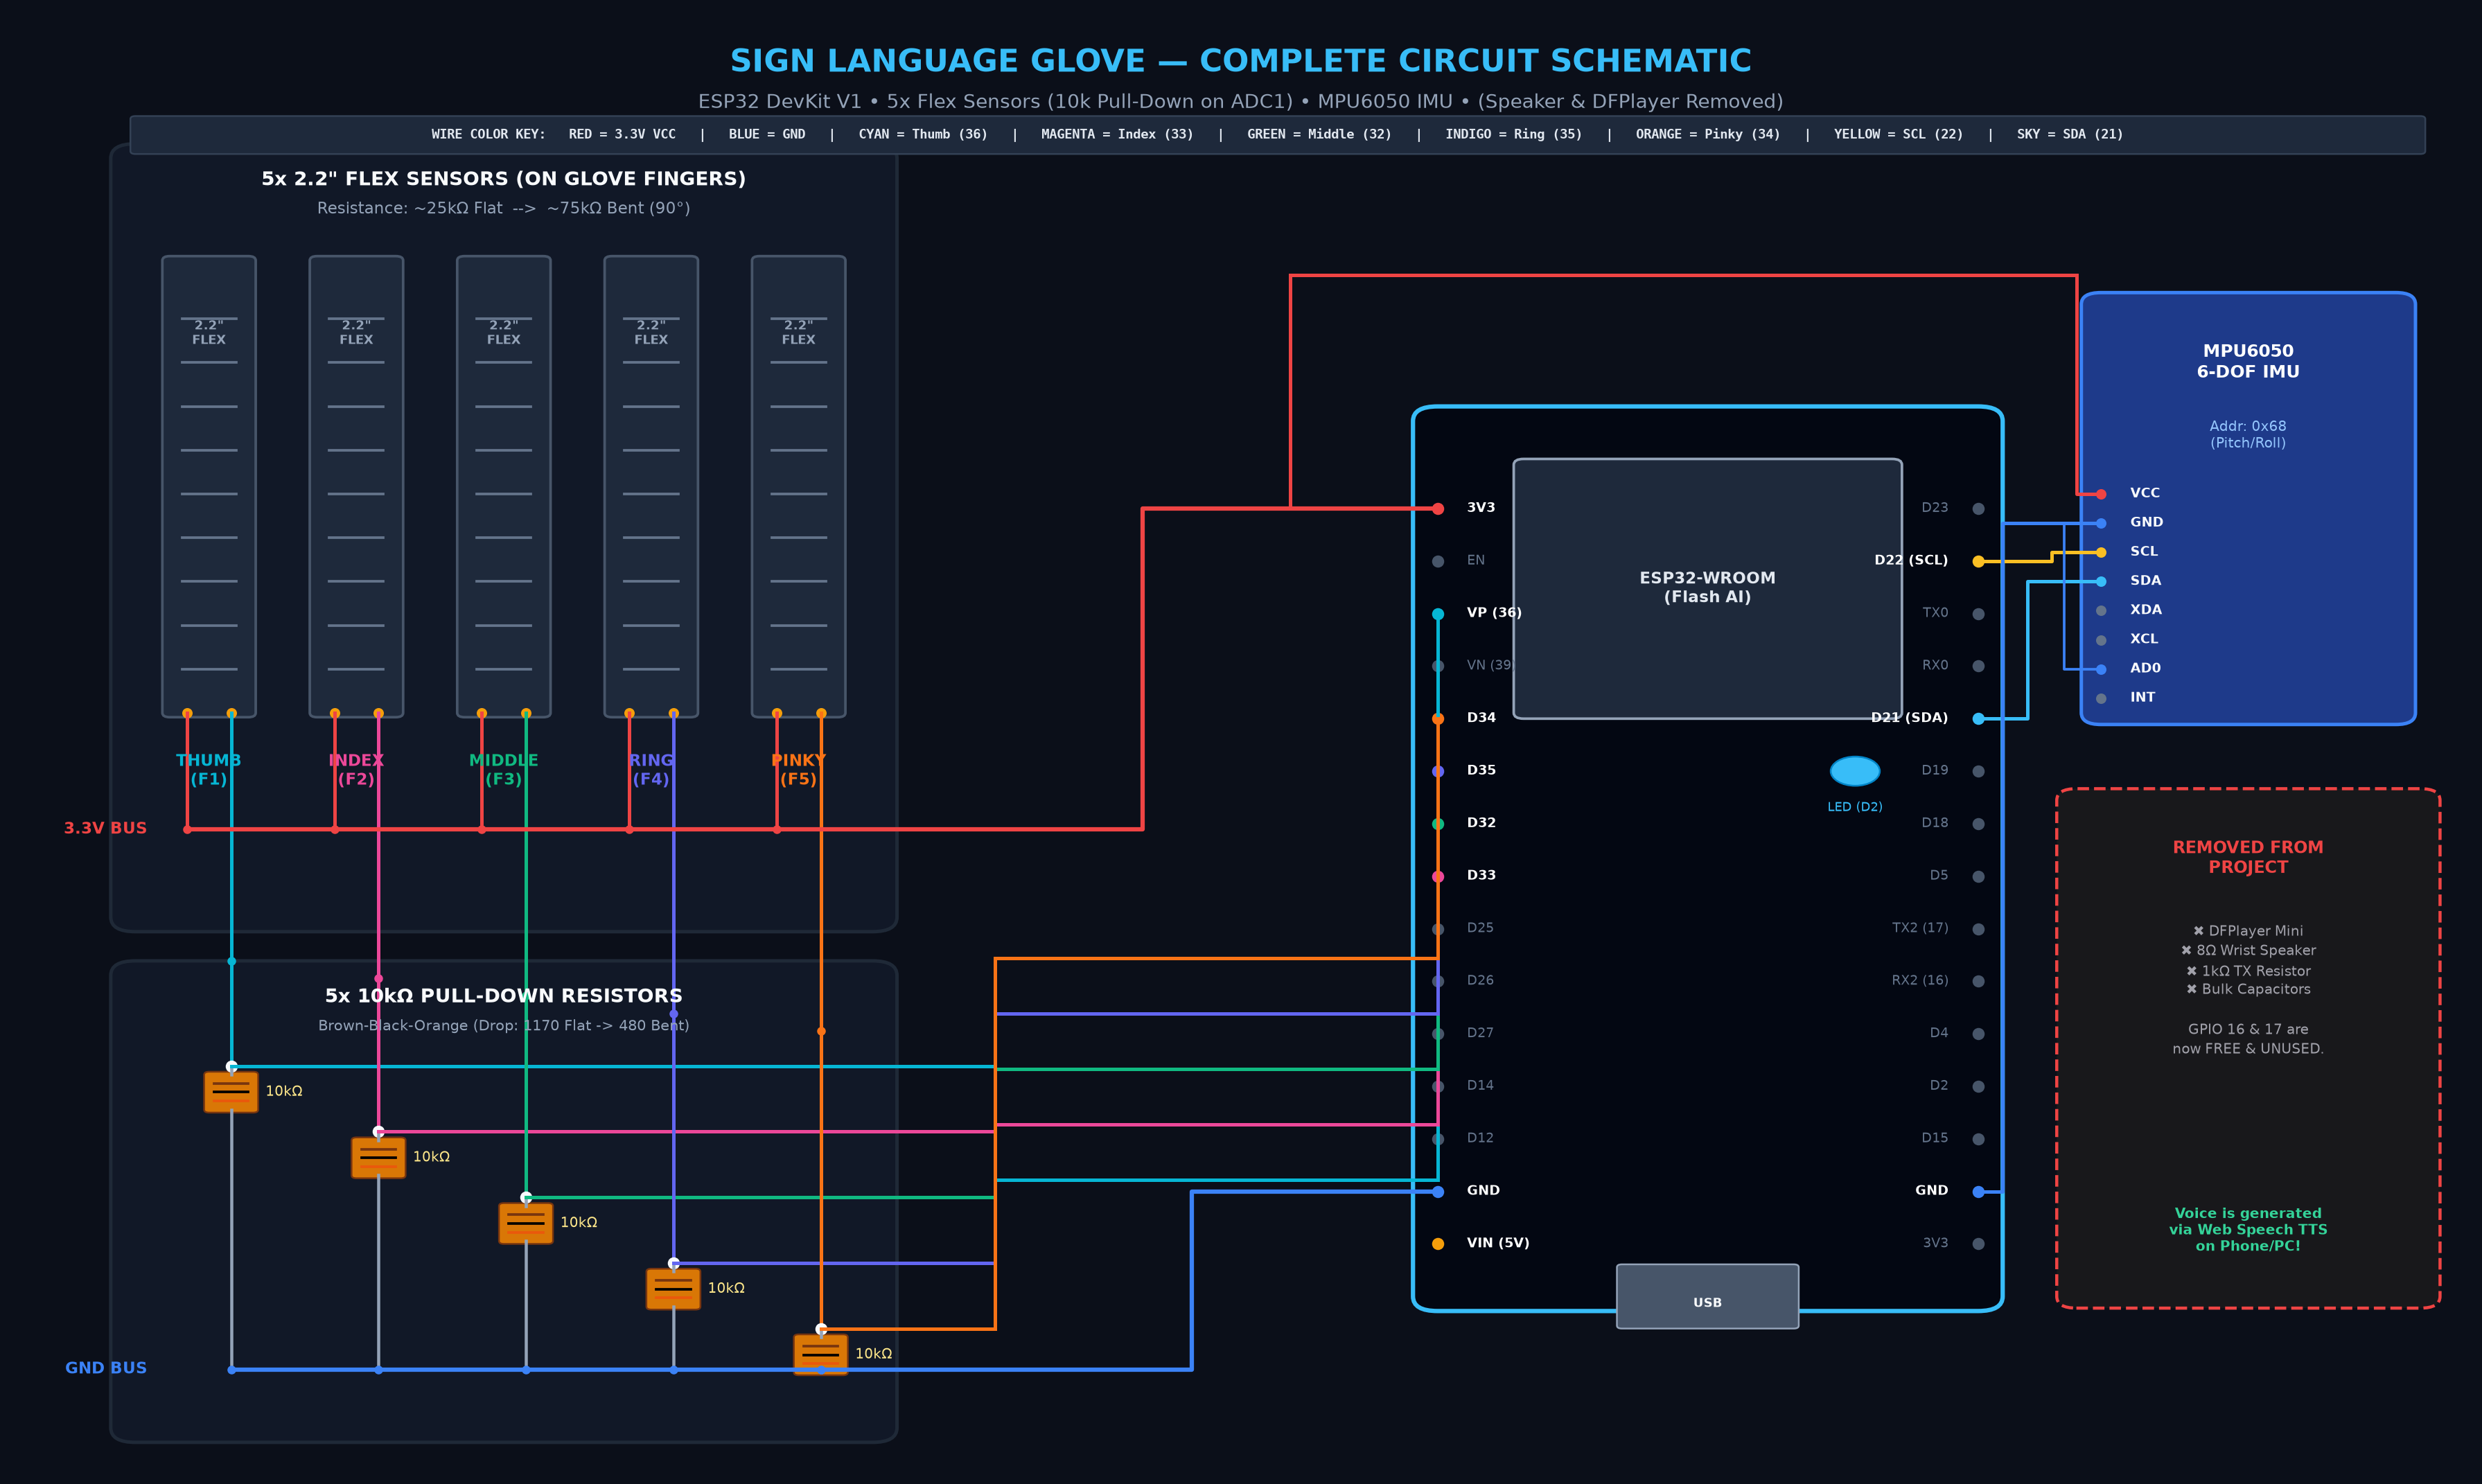 SIGN LANGUAGE GLOVE — COMPLETE CIRCUIT SCHEMATIC
ESP32 DevKit V1 • 5x Flex Sensors (10k Pull-Down on ADC1) • MPU6050 IMU • (Speaker & DFPlayer Removed)
WIRE COLOR KEY: RED = 3.3V VCC | BLUE = GND | CYAN = Thumb (36) | MAGENTA = Index (33) | GREEN = Middle (32) | INDIGO = Ring (35) | ORANGE = Pinky (34) | YELLOW = SCL (22) | SKY = SDA (21)
5x 2.2" FLEX SENSORS (ON GLOVE FINGERS)
Resistance: ~25kΩ Flat --> ~75kΩ Bent (90°)
2.2"
FLEX
2.2"
FLEX
2.2"
FLEX
2.2"
FLEX
2.2"
FLEX
THUMB
(F1)
INDEX
(F2)
MIDDLE
(F3)
RING
(F4)
PINKY
(F5)
3.3V BUS
5x 10kΩ PULL-DOWN RESISTORS
Brown-Black-Orange (Drop: 1170 Flat -> 480 Bent)
10kΩ
10kΩ
10kΩ
10kΩ
10kΩ
GND BUS
ESP32-WROOM
(Flash AI)
3V3
EN
VP (36)
VN (39)
D34
D35
D32
D33
D25
D26
D27
D14
D12
GND
VIN (5V)
D23
D22 (SCL)
TX0
RX0
D21 (SDA)
D19
D18
D5
TX2 (17)
RX2 (16)
D4
D2
D15
GND
3V3
LED (D2)
USB
MPU6050
6-DOF IMU
Addr: 0x68
(Pitch/Roll)
VCC
GND
SCL
SDA
XDA
XCL
AD0
INT
REMOVED FROM
PROJECT
✖ DFPlayer Mini
✖ 8Ω Wrist Speaker
✖ 1kΩ TX Resistor
✖ Bulk Capacitors
GPIO 16 & 17 are
now FREE & UNUSED.
Voice is generated
via Web Speech TTS
on Phone/PC!